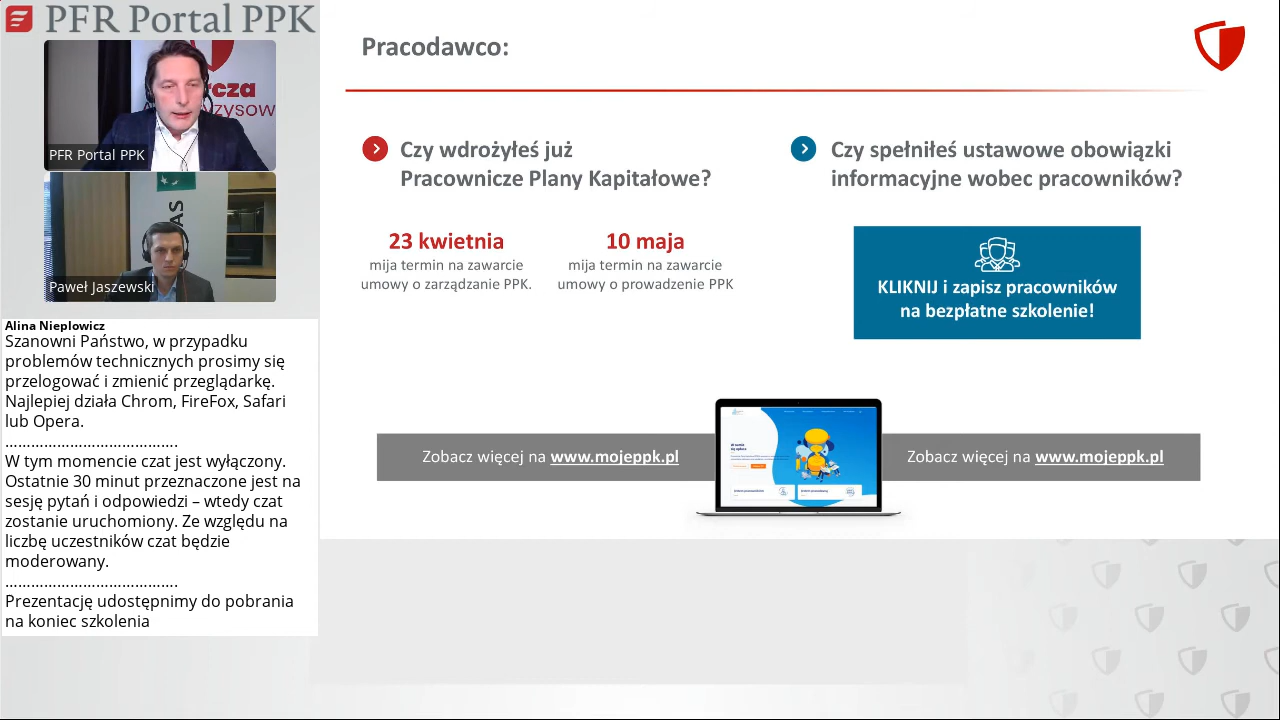 PFR Portal PPK
rcza
zysow
PFR Portal PPK
AS
Paweł Jaszewski
Alina Nieplowicz
Szanowni Państwo, w przypadku
problemów technicznych prosimy się
przelogować i zmienić przeglądarkę.
Najlepiej działa Chrom, FireFox, Safari
lub Opera.
.......................................
W tym momencie czat jest wyłączony.
Ostatnie 30 minut przeznaczone jest na
sesję pytań i odpowiedzi – wtedy czat
zostanie uruchomiony. Ze względu na
liczbę uczestników czat będzie
moderowany.
.......................................
Prezentację udostępnimy do pobrania
na koniec szkolenia
Pracodawco:
Czy wdrożyłeś już
Pracownicze Plany Kapitałowe?
23 kwietnia
mija termin na zawarcie
umowy o zarządzanie PPK.
10 maja
mija termin na zawarcie
umowy o prowadzenie PPK
Czy spełniłeś ustawowe obowiązki
informacyjne wobec pracowników?
KLIKNIJ i zapisz pracowników
na bezpłatne szkolenie!
Zobacz więcej na www.mojeppk.pl
Zobacz więcej na www.mojeppk.pl